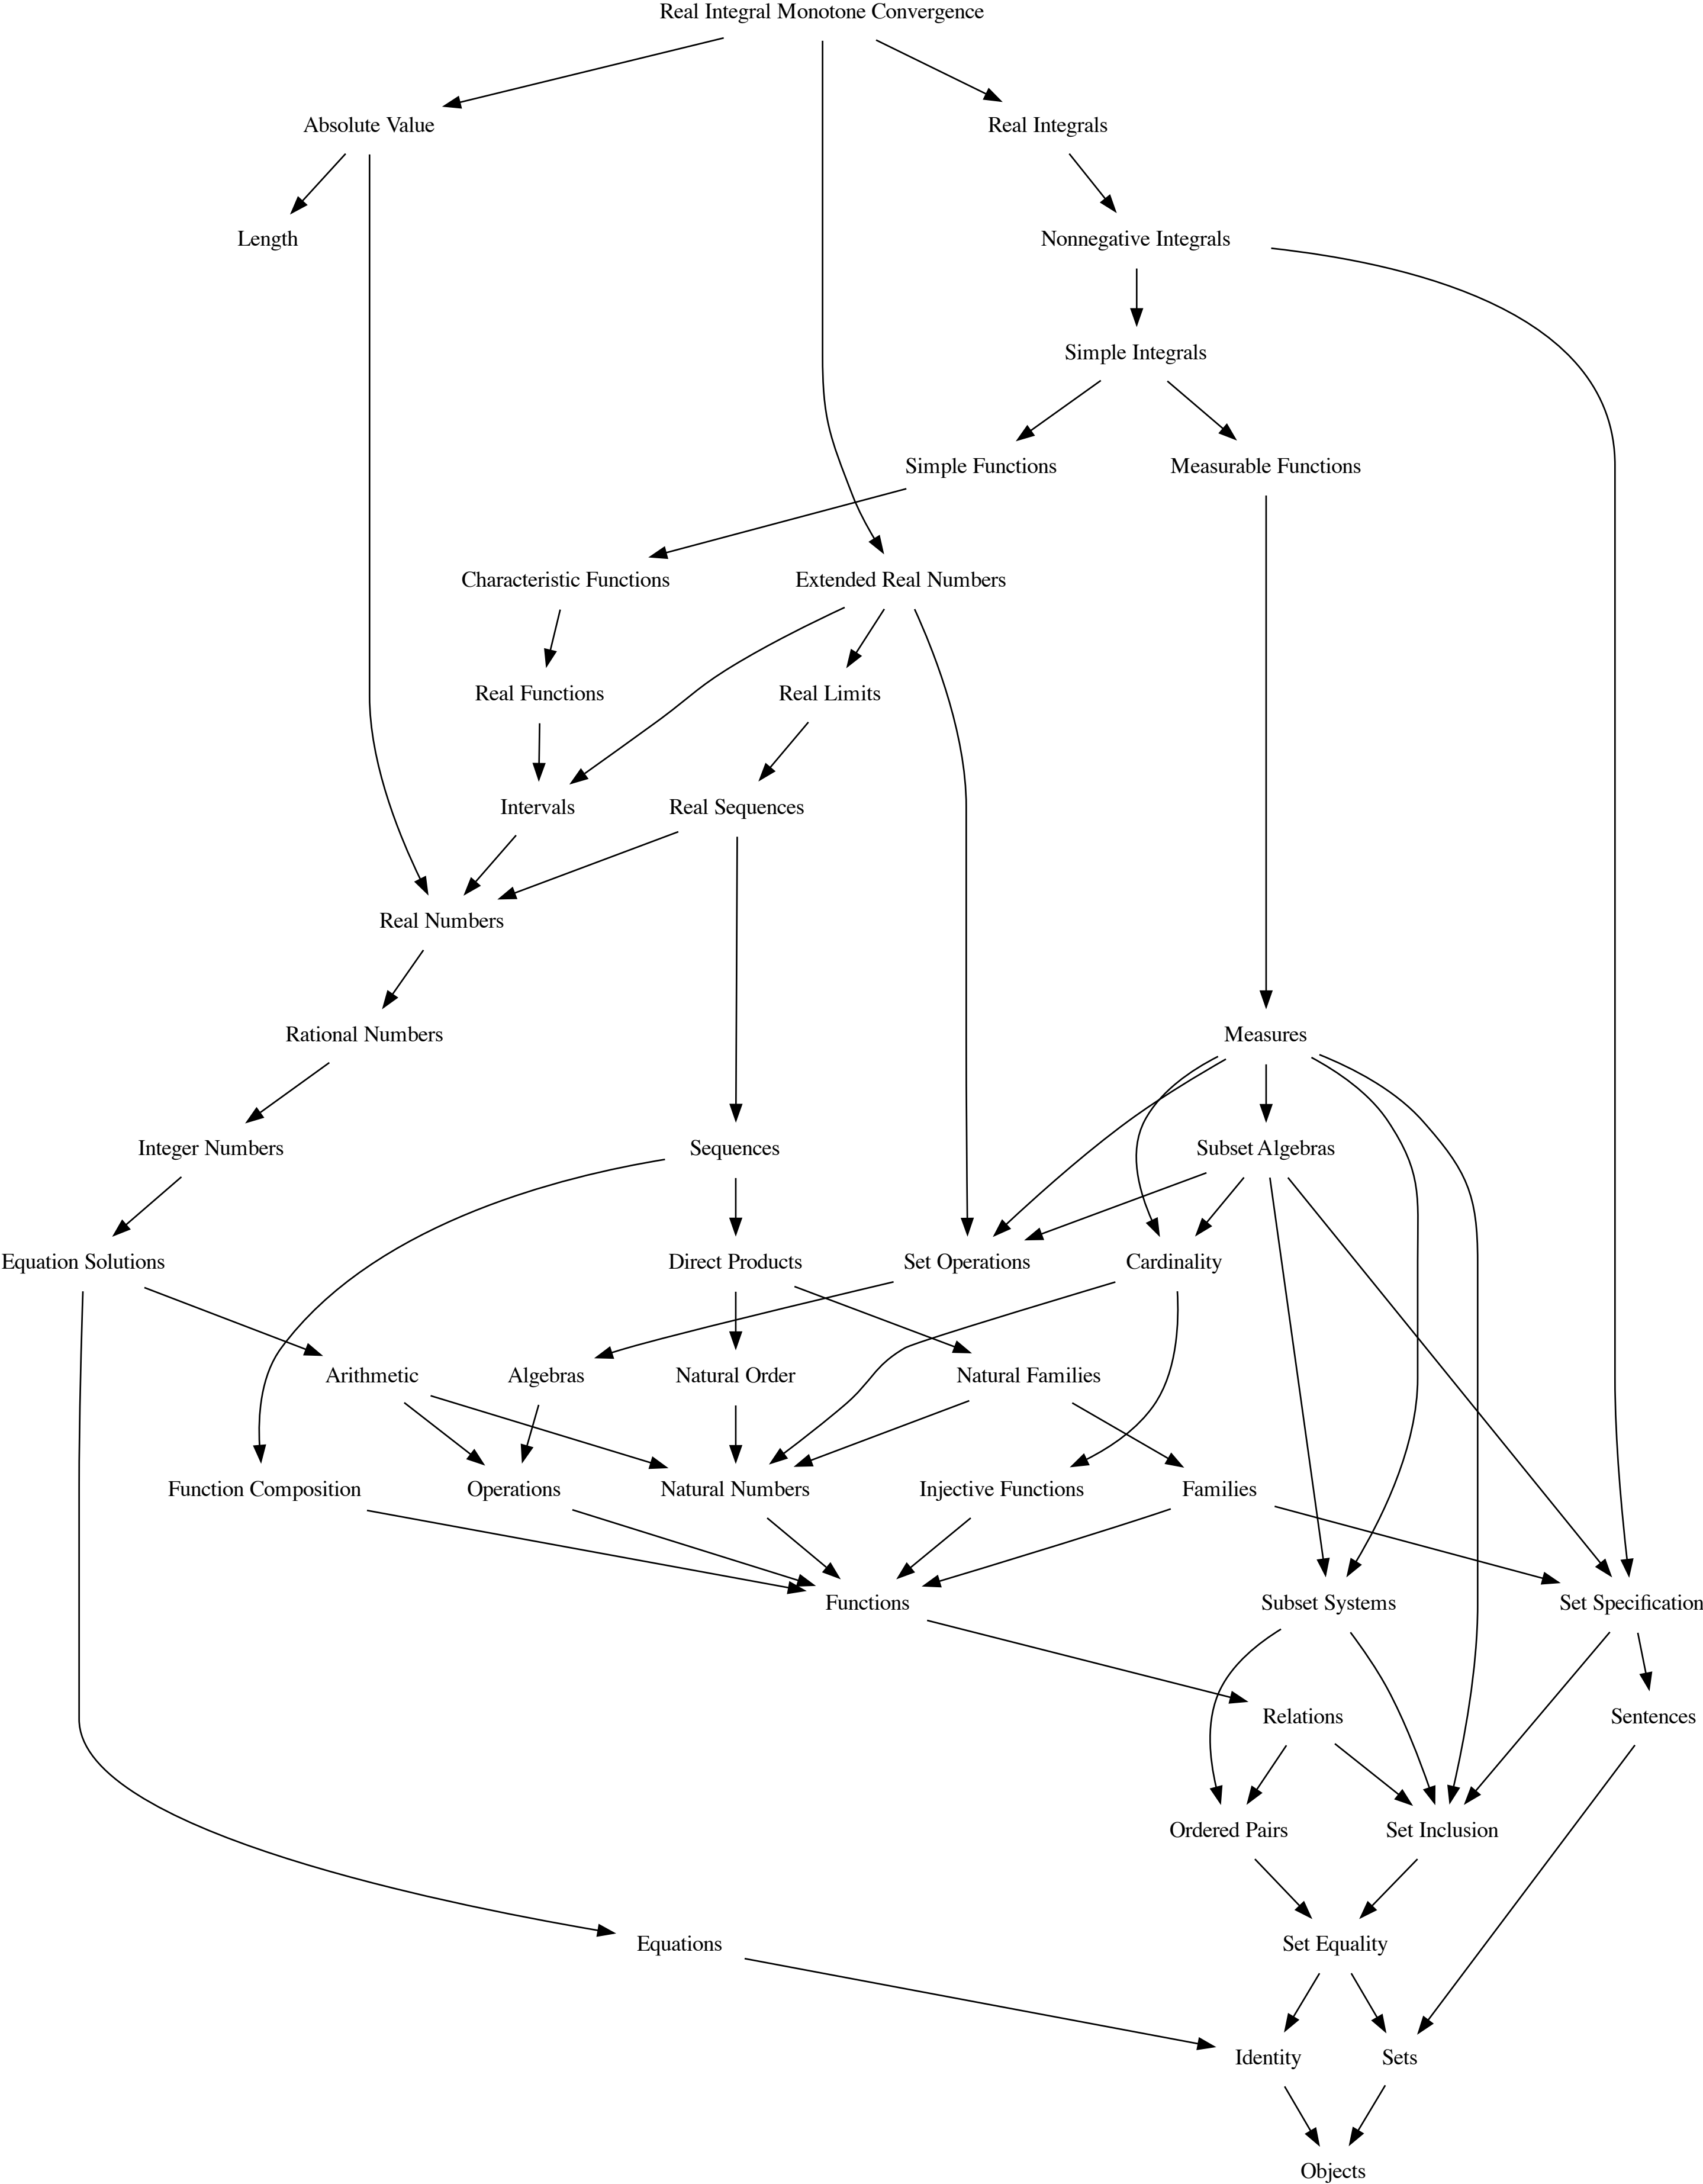 Real Integral Monotone Convergence
Absolute Value
Real Integrals
Length
Nonnegative Integrals
Simple Integrals
Simple Functions
Measurable Functions
Characteristic Functions
Extended Real Numbers
Real Functions
Real Limits
Intervals
Real Sequences
Real Numbers
Rational Numbers
Measures
Integer Numbers
Sequences
Subset Algebras
Equation Solutions
Direct Products
Set Operations
Cardinality
Arithmetic
Algebras
Natural Order
Natural Families
Function Composition
Operations
Natural Numbers
Injective Functions
Families
Functions
Subset Systems
Set Specification
Relations
Sentences
Ordered Pairs
Set Inclusion
Equations
Set Equality
Identity
Sets
Objects